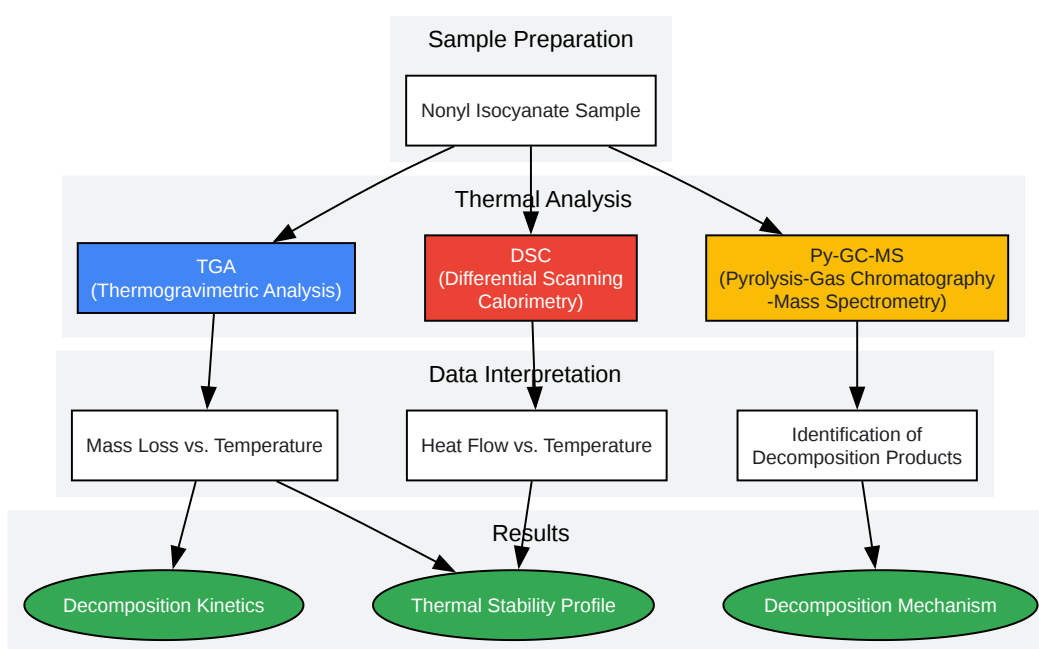 Sample Preparation
Nonyl Isocyanate Sample
Thermal Analysis
TGA
(Thermogravimetric Analysis)
DSC
(Differential Scanning
Calorimetry)
Py-GC-MS
(Pyrolysis-Gas Chromatography
-Mass Spectrometry)
Data Interpretation
Mass Loss vs. Temperature
Heat Flow vs. Temperature
Identification of
Decomposition Products
Results
Decomposition Kinetics
Thermal Stability Profile
Decomposition Mechanism